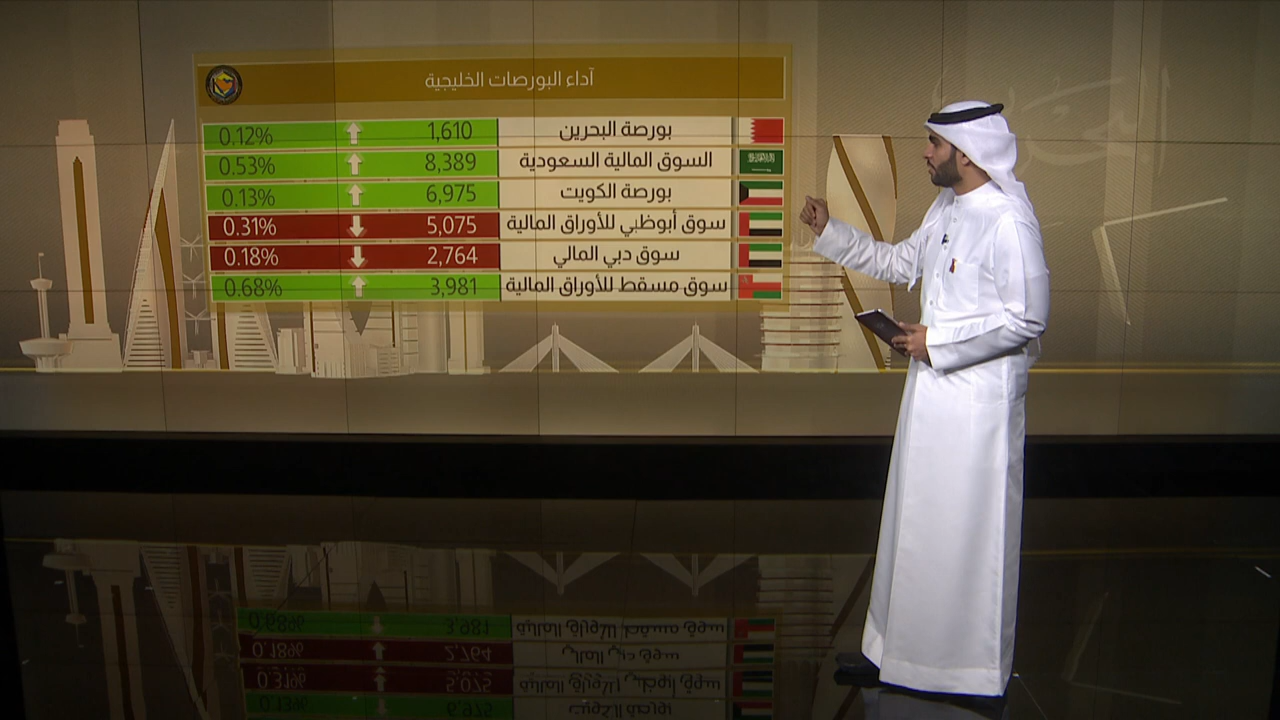 آداء البورصات الخليجية
بورصة البحرين 1,610 0.12%
السوق المالية السعودية 8,389 0.53%
بورصة الكويت 6,975 0.13%
سوق أبوظبي للأوراق المالية 5,075 0.31%
سوق دبي المالي 2,764 0.18%
سوق مسقط للأوراق المالية 3,981 0.68%